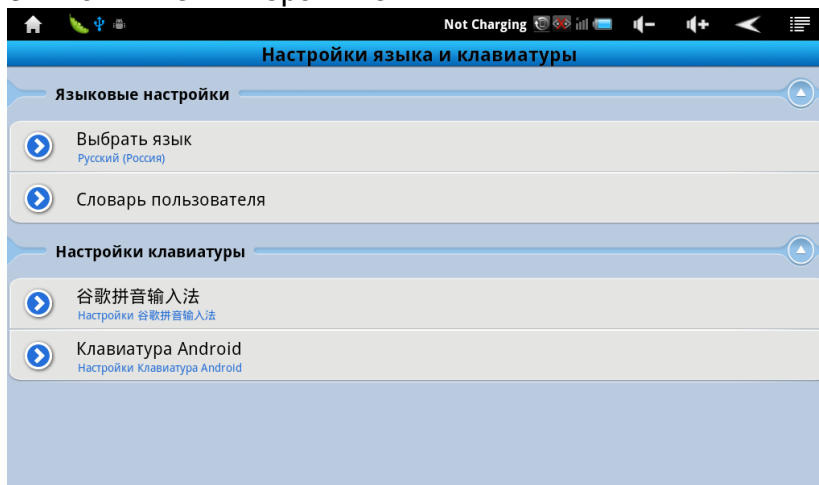 Not Charging
Настройки языка и клавиатуры
Языковые настройки
Выбрать язык
Русский (Россия)
Словарь пользователя
Настройки клавиатуры
谷歌拼音输入法
Настройки 谷歌拼音输入法
Клавиатура Android
Настройки Клавиатура Android